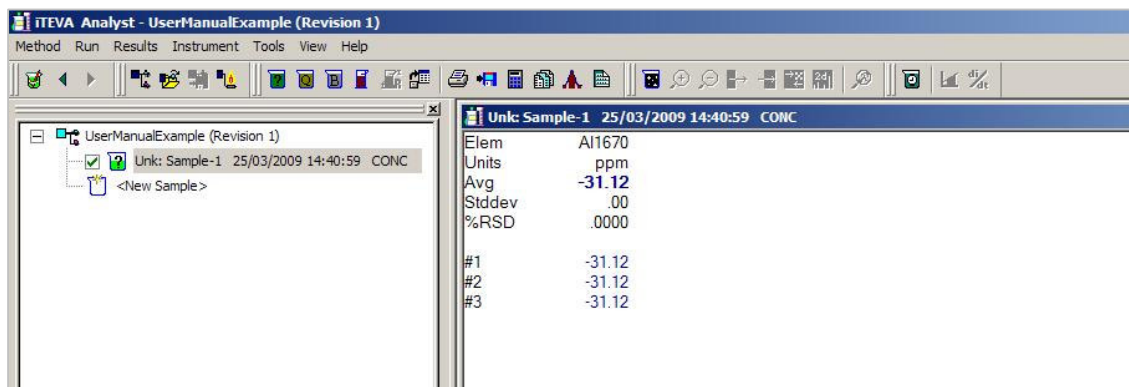 iTEVA Analyst - UserManualExample (Revision 1)
Method Run Results Instrument Tools View Help
UserManualExample (Revision 1)
Unk: Sample-1 25/03/2009 14:40:59 CONC
<New Sample>
Unk: Sample-1 25/03/2009 14:40:59 CONC
Elem Al1670
Units ppm
Avg -31.12
Stddev .00
%RSD .0000
#1 -31.12
#2 -31.12
#3 -31.12